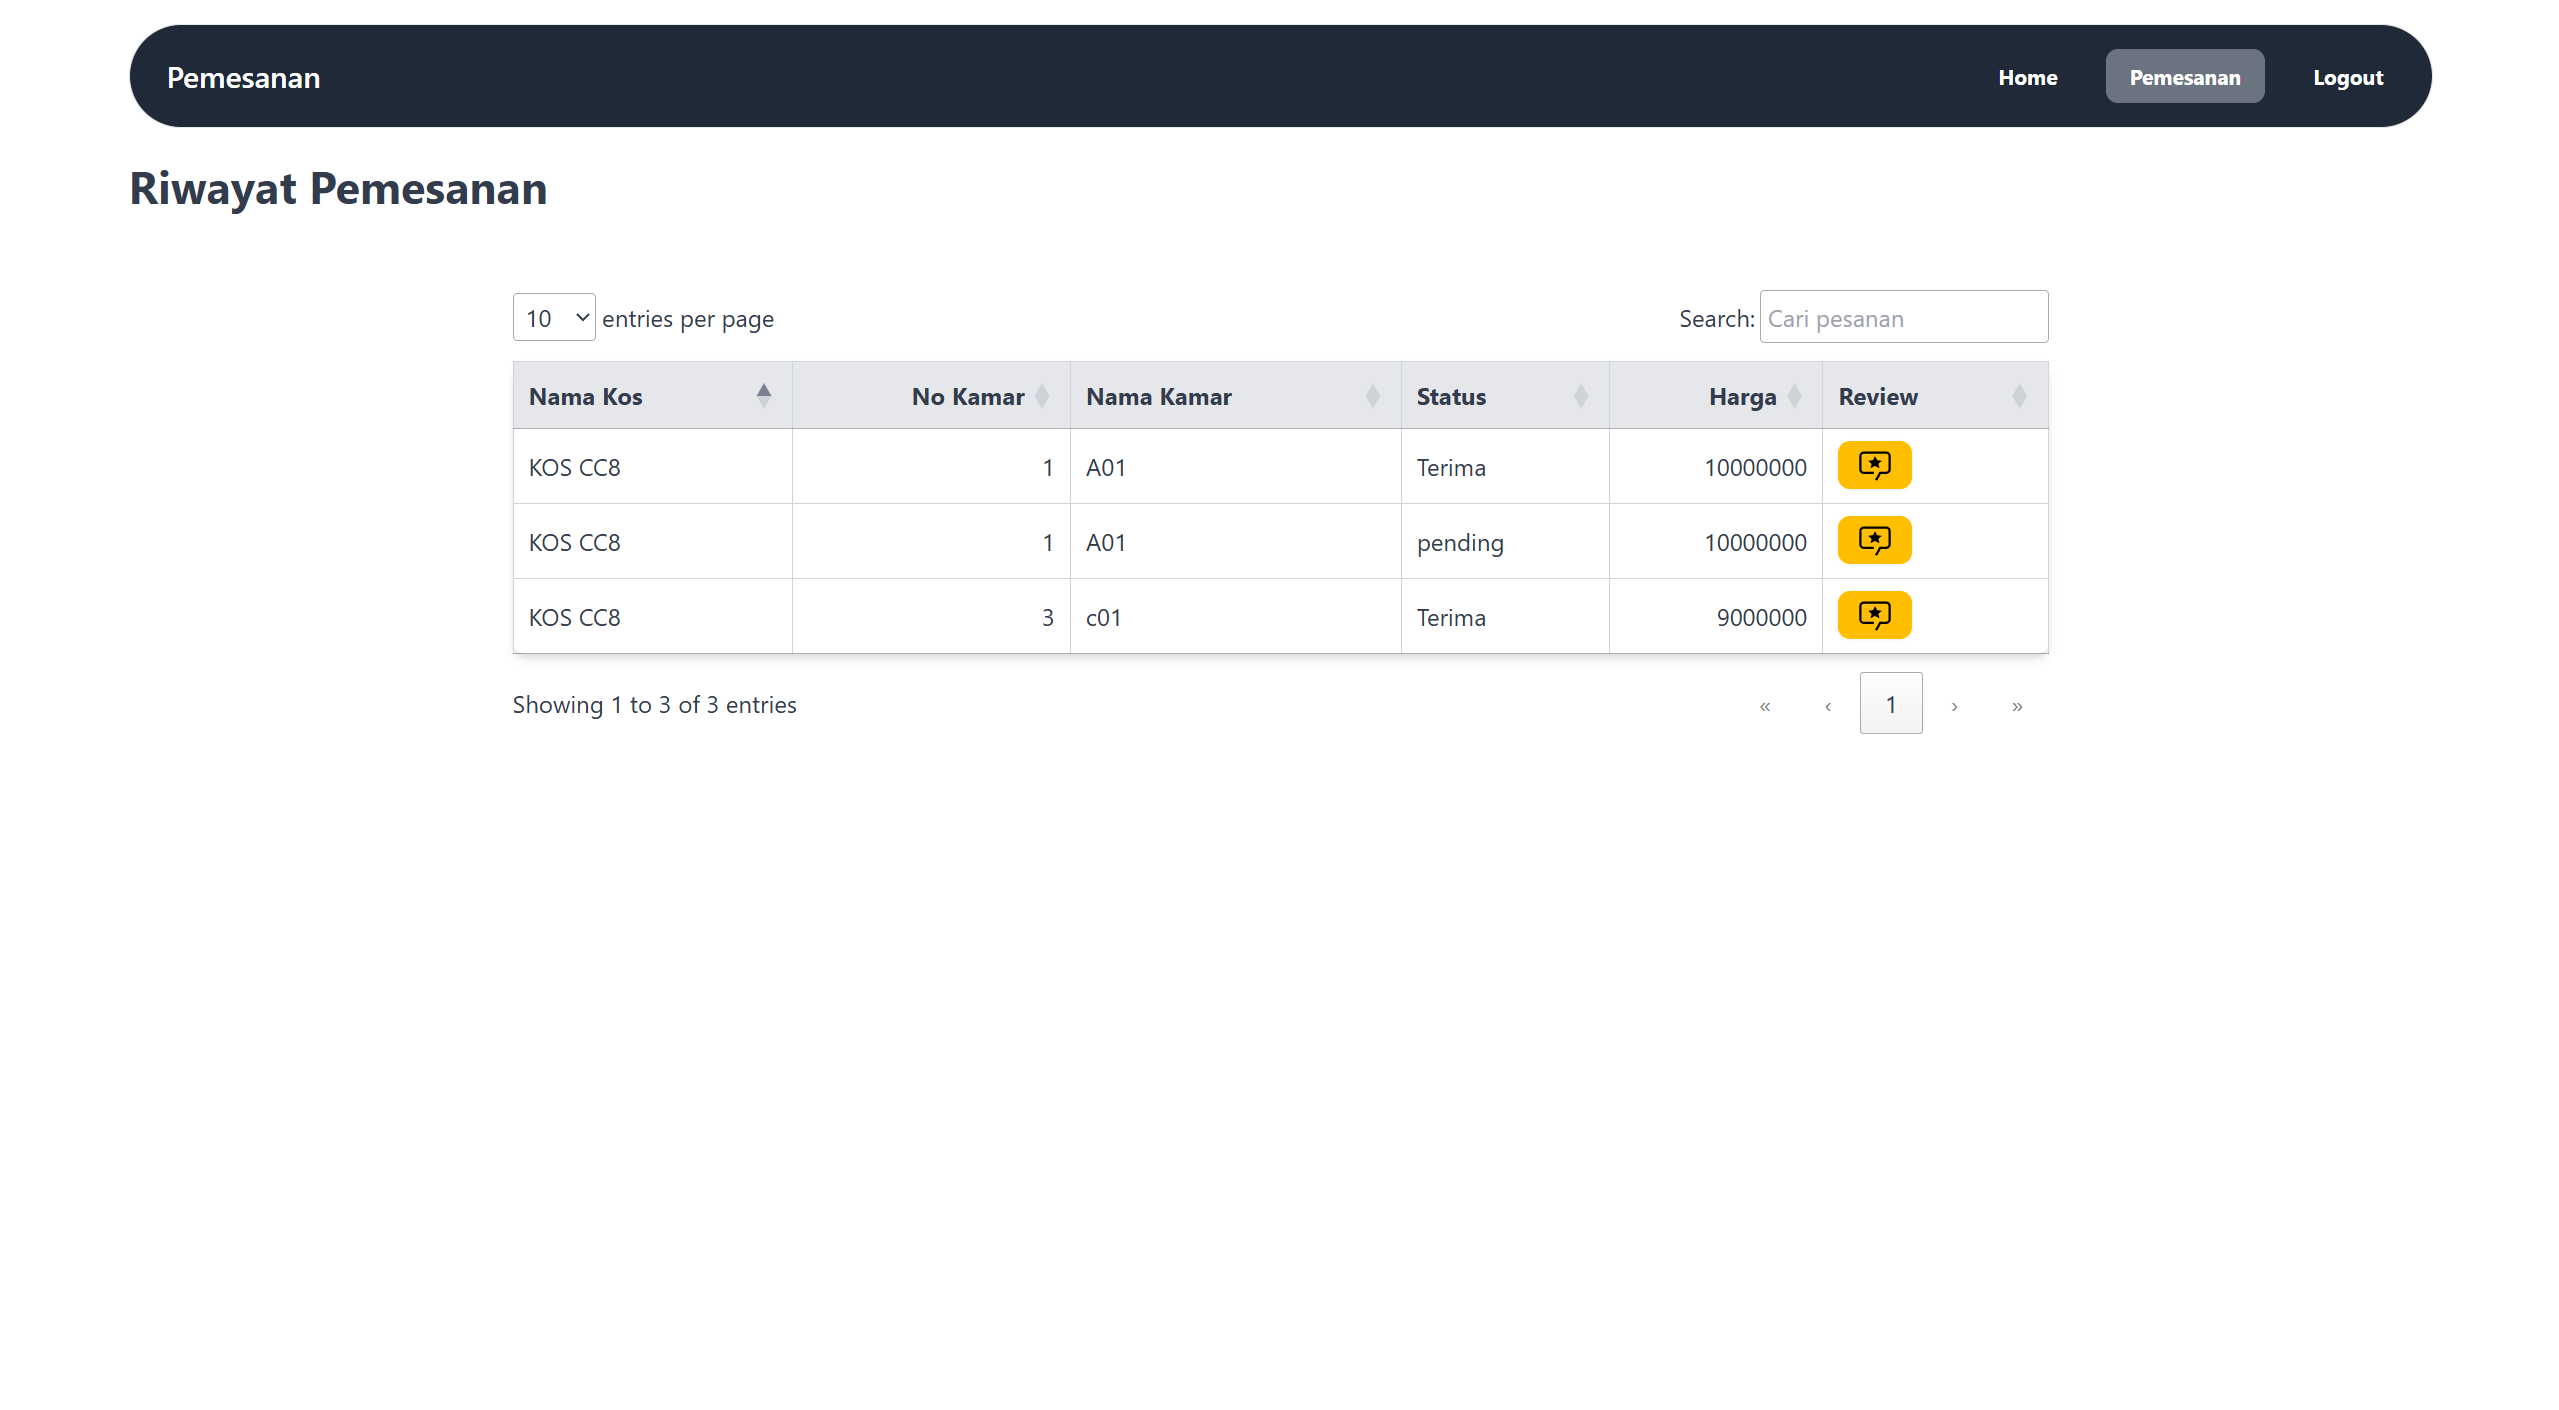 Pemesanan Home Pemesanan Logout
Riwayat Pemesanan
10 entries per page Search: Cari pesanan
Nama Kos No Kamar Nama Kamar Status Harga Review
KOS CC8 1 A01 Terima 10000000
KOS CC8 1 A01 pending 10000000
KOS CC8 3 c01 Terima 9000000
Showing 1 to 3 of 3 entries « ‹ 1 › »